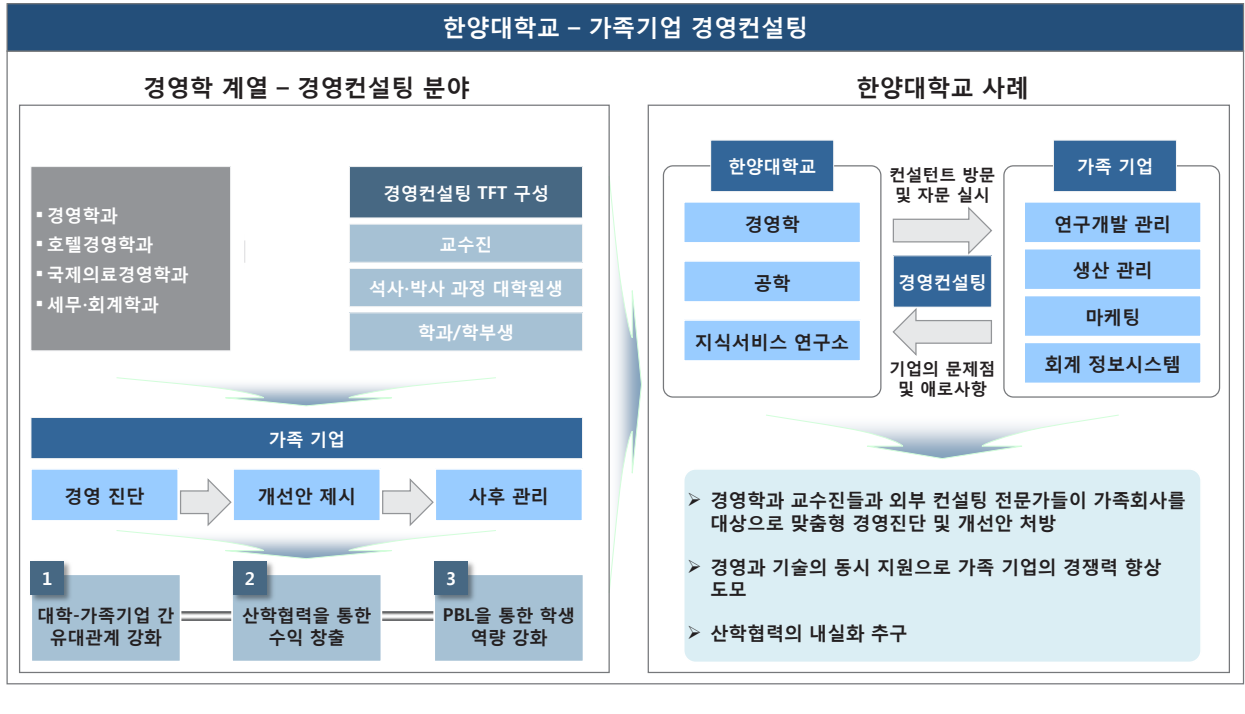 한양대학교 – 가족기업 경영컨설팅
경영학 계열 – 경영컨설팅 분야
▪ 경영학과
▪ 호텔경영학과
▪ 국제의료경영학과
▪ 세무·회계학과
경영컨설팅 TFT 구성
교수진
석사·박사 과정 대학원생
학과/학부생
가족 기업
경영 진단
개선안 제시
사후 관리
1
대학-가족기업 간
유대관계 강화
2
산학협력을 통한
수익 창출
3
PBL을 통한 학생
역량 강화
한양대학교 사례
한양대학교
경영학
공학
지식서비스 연구소
컨설턴트 방문
및 자문 실시
경영컨설팅
기업의 문제점
및 애로사항
가족 기업
연구개발 관리
생산 관리
마케팅
회계 정보시스템
➢ 경영학과 교수진들과 외부 컨설팅 전문가들이 가족회사를
대상으로 맞춤형 경영진단 및 개선안 처방
➢ 경영과 기술의 동시 지원으로 가족 기업의 경쟁력 향상
도모
➢ 산학협력의 내실화 추구